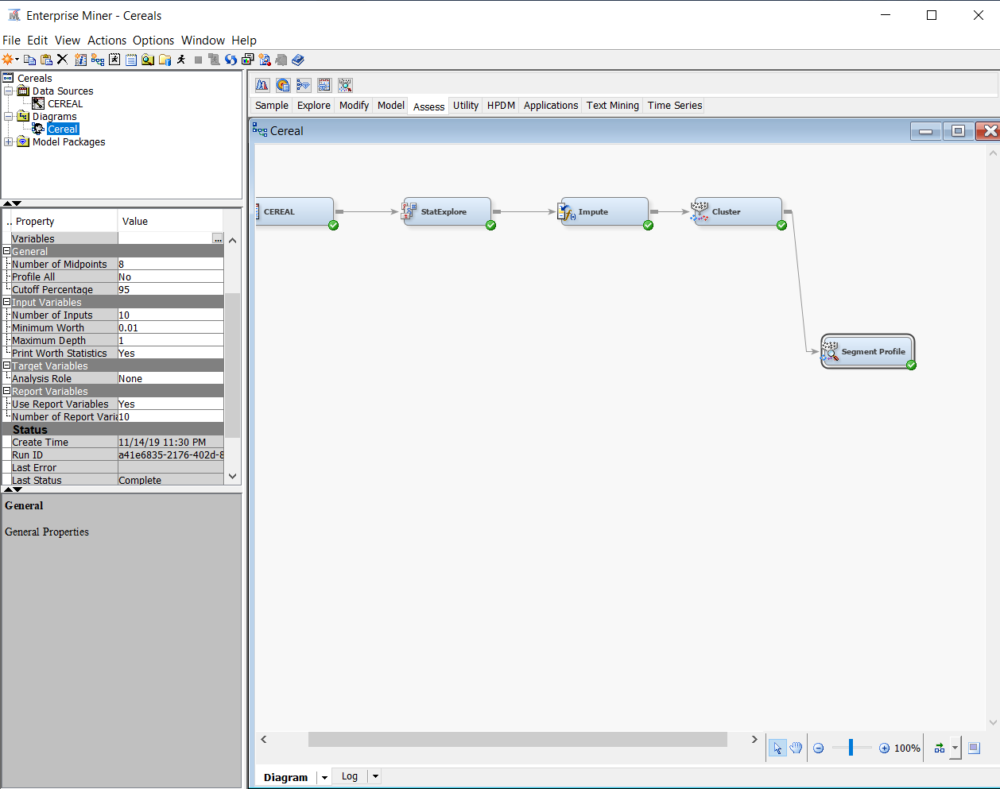 Enterprise Miner - Cereals
File Edit View Actions Options Window Help
Cereals
Data Sources
CEREAL
Diagrams
Cereal
Model Packages
.. Property Value
Variables ...
General
Number of Midpoints 8
Profile All No
Cutoff Percentage 95
Input Variables
Number of Inputs 10
Minimum Worth 0.01
Maximum Depth 1
Print Worth Statistics Yes
Target Variables
Analysis Role None
Report Variables
Use Report Variables Yes
Number of Report Varia 10
Status
Create Time 11/14/19 11:30 PM
Run ID a41e6835-2176-402d-8
Last Error
Last Status Complete
General
General Properties
Sample Explore Modify Model Assess Utility HPDM Applications Text Mining Time Series
Cereal
CEREAL
StatExplore
Impute
Cluster
Segment Profile
100%
Diagram Log